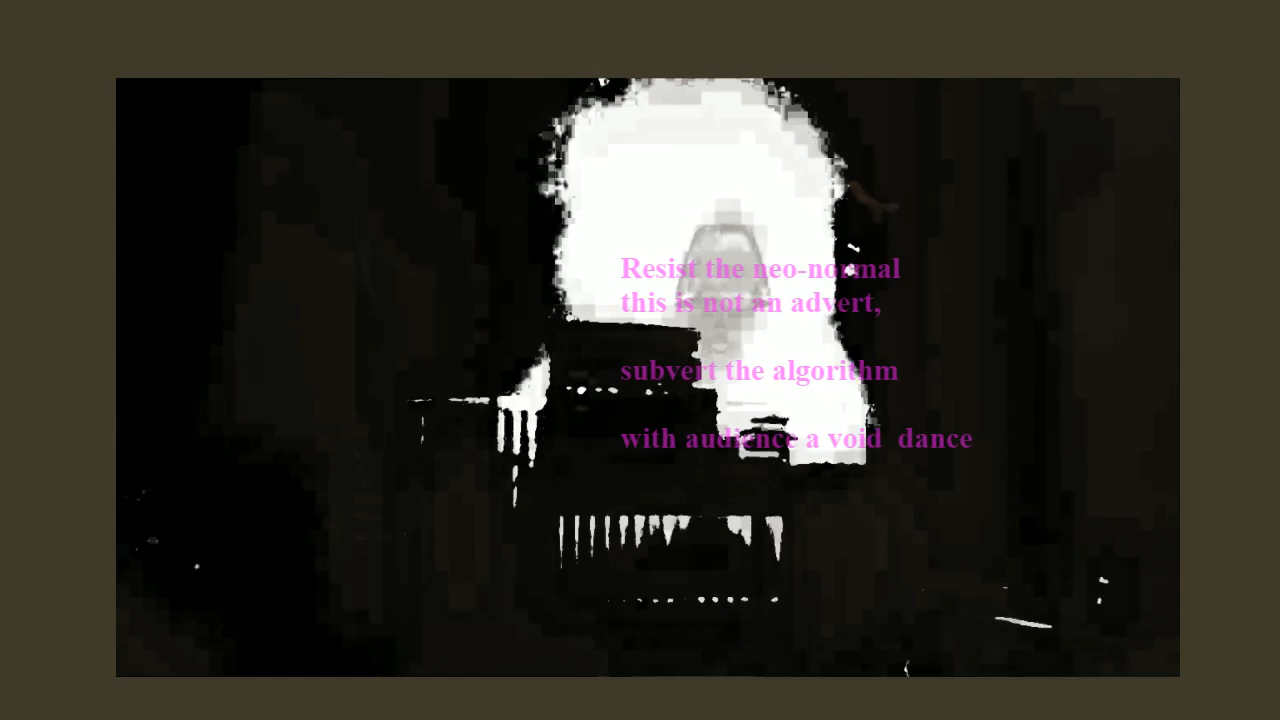 Resist the neo-normal
this is not an advert,
subvert the algorithm
with audience a void  dance